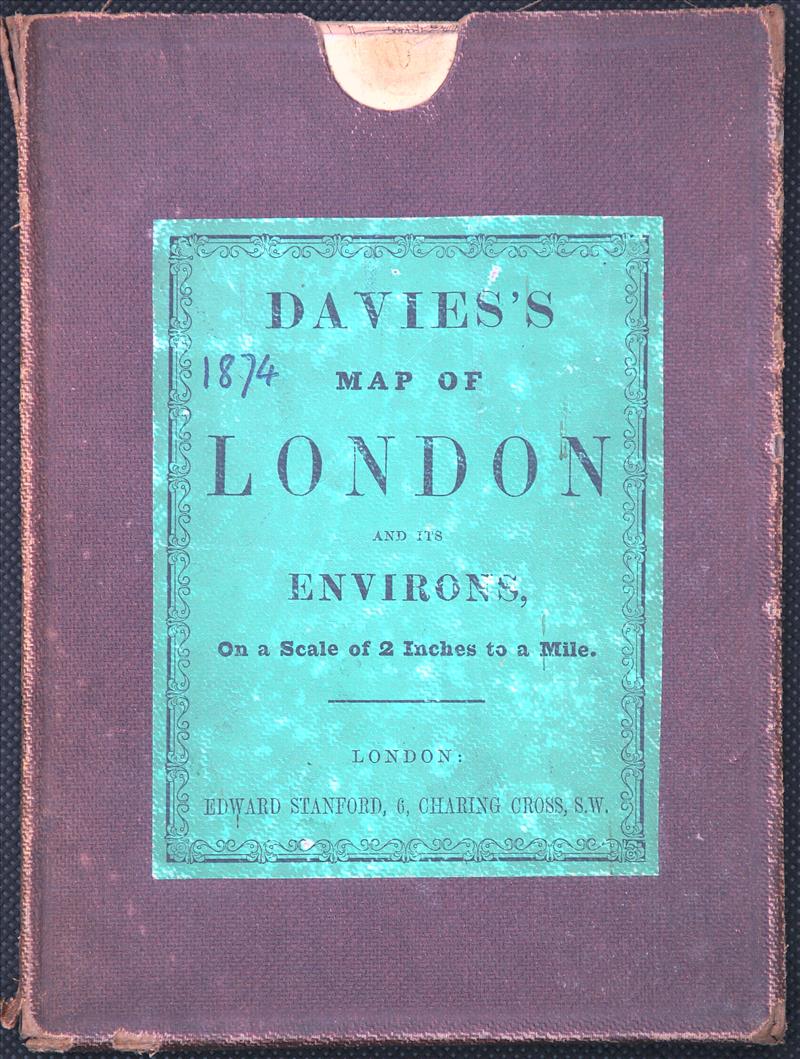 DAVIES'S
1874
MAP OF
LONDON
AND ITS
ENVIRONS,
On a Scale of 2 Inches to a Mile.
LONDON:
EDWARD STANFORD, 6, CHARING CROSS, S.W.